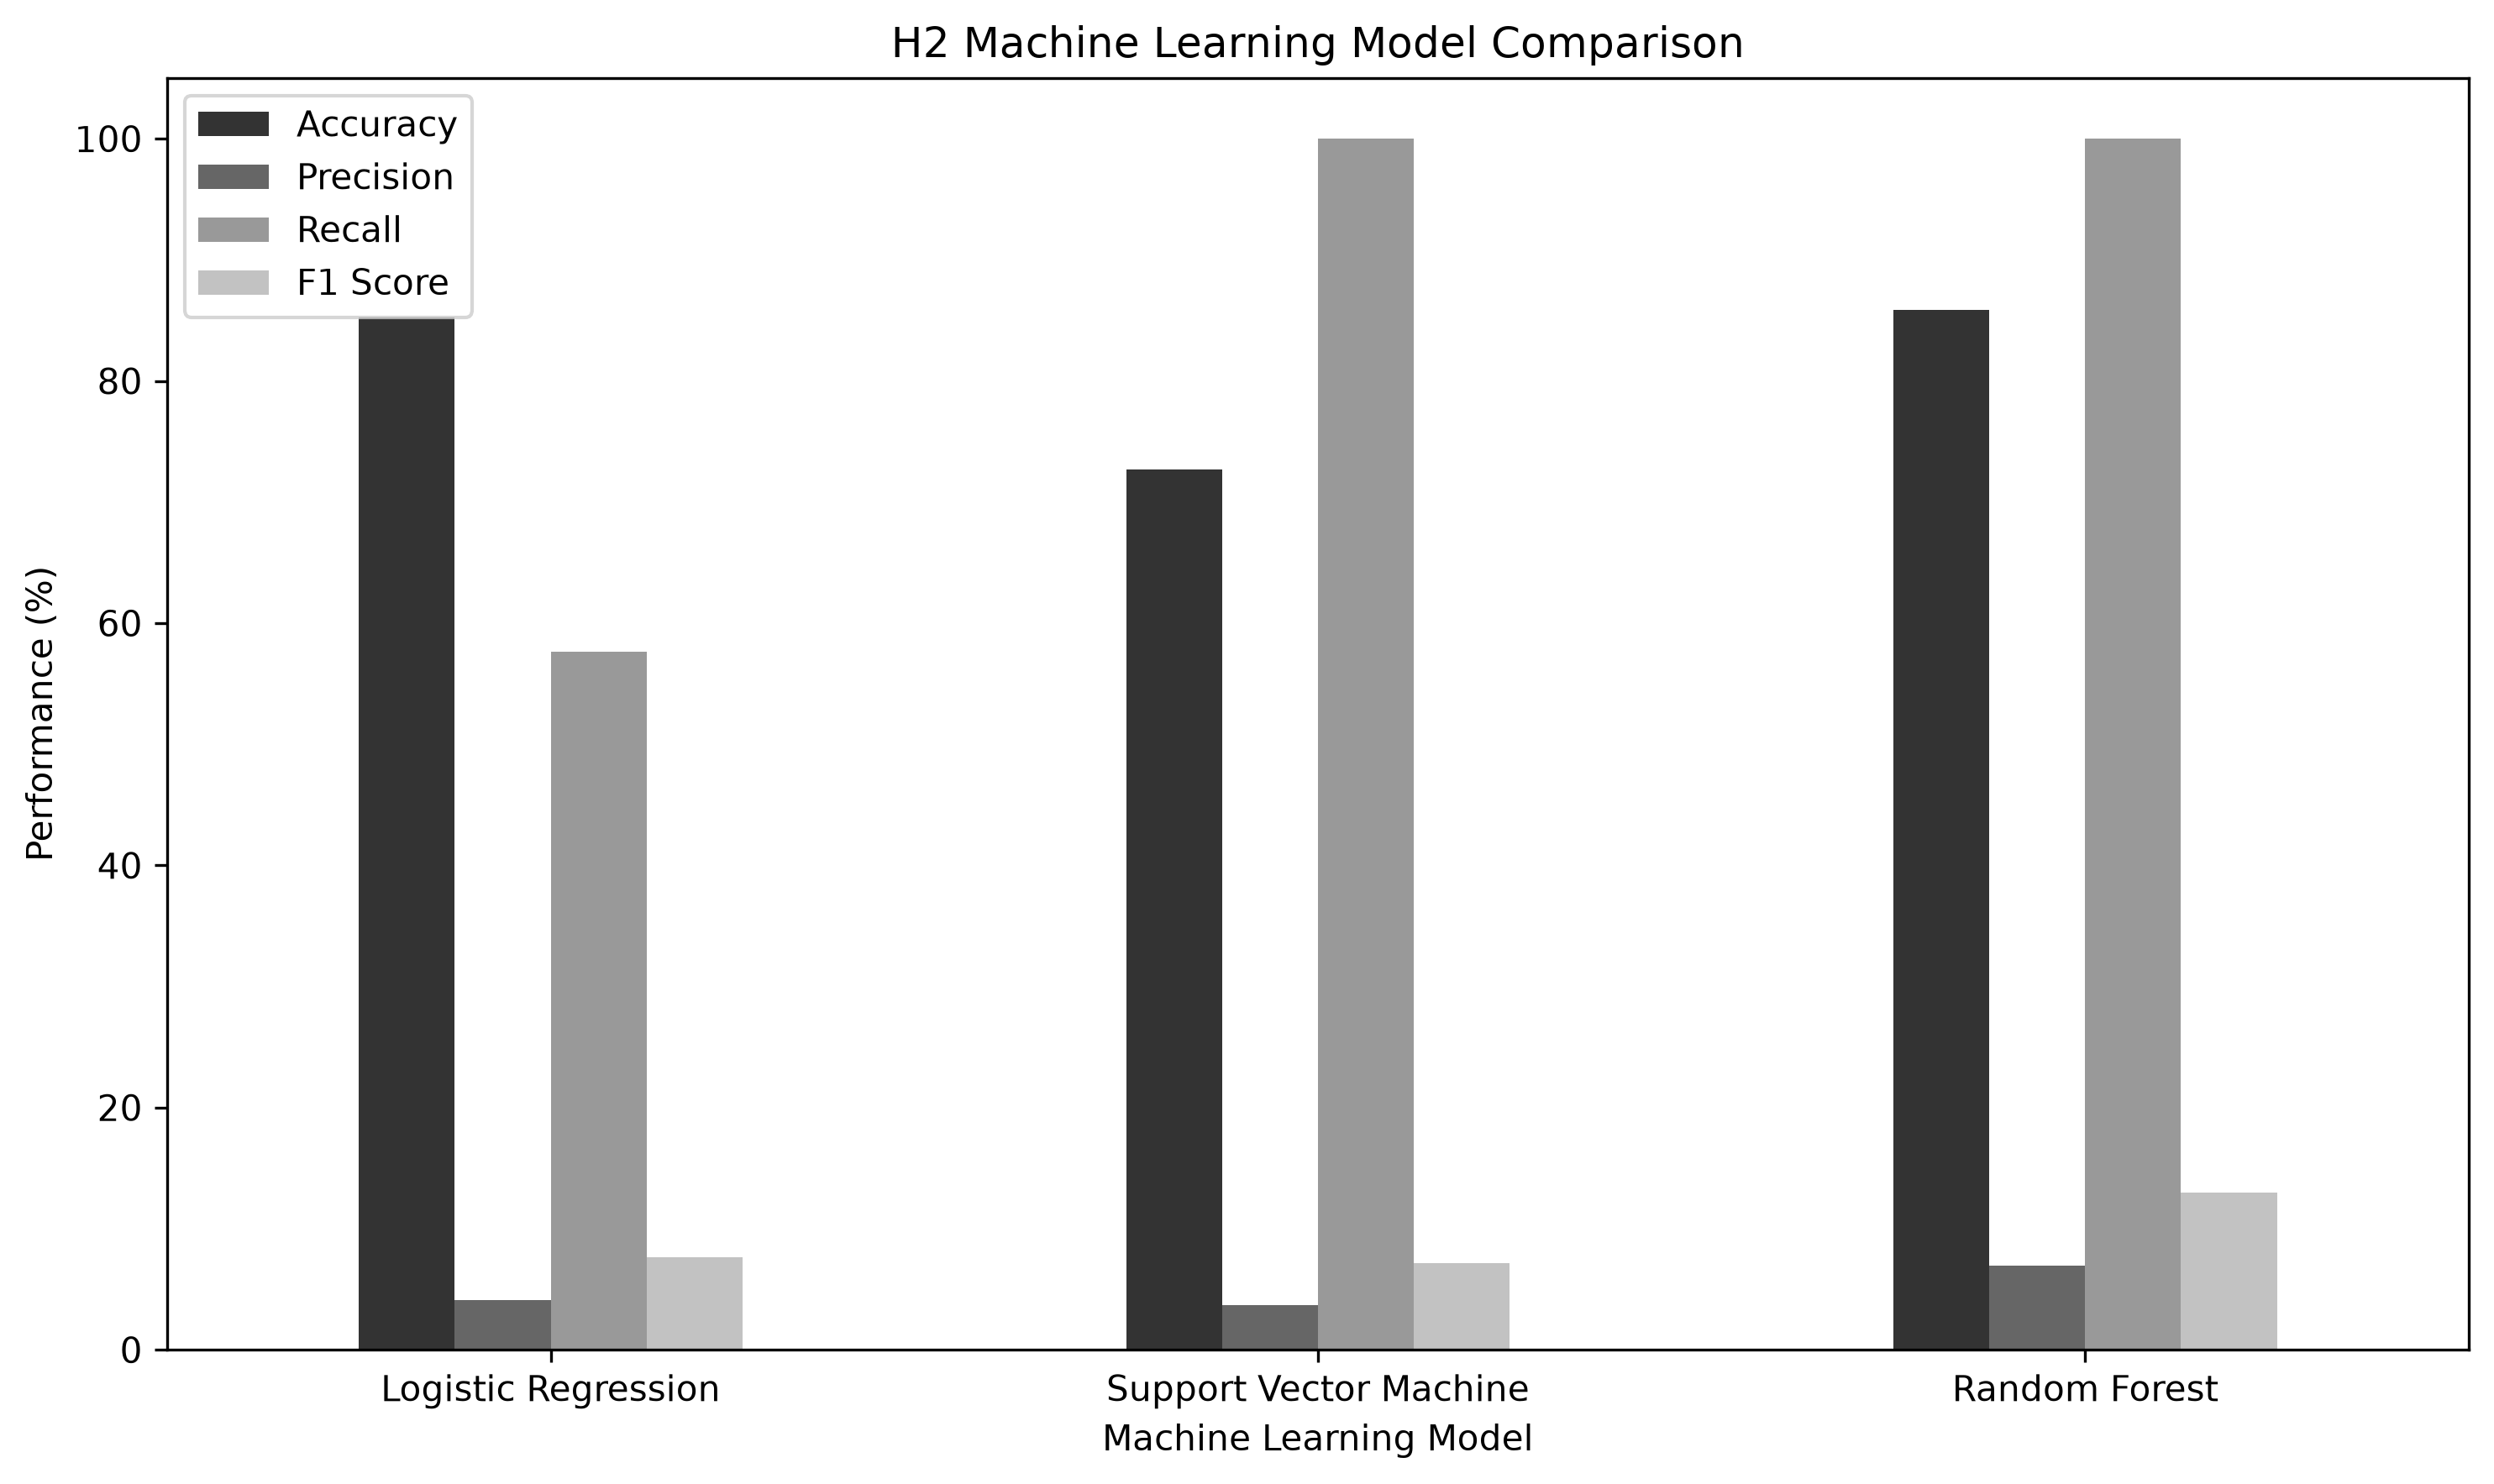 H2 Machine Learning Model Comparison
Accuracy
Precision
Recall
F1 Score
Performance (%)
100
80
60
40
20
0
Logistic Regression
Support Vector Machine
Random Forest
Machine Learning Model